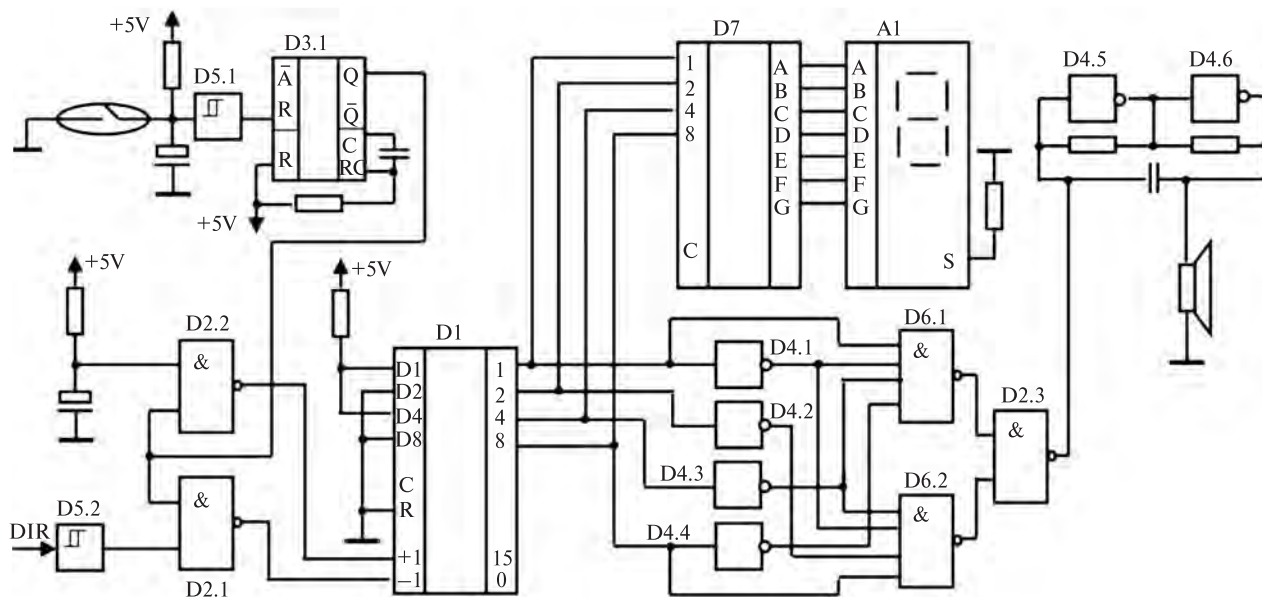 +5V
D5.1
D3.1
A̅
R
R
Q
Q̅
C
RC
+5V
+5V
D2.2
&
&
D2.1
DIR
D5.2
+5V
D1
D1
D2
D4
D8
C
R
+1
−1
1
2
4
8
15
0
D7
1
2
4
8
C
A
B
C
D
E
F
G
A1
A
B
C
D
E
F
G
S
D4.5
D4.6
D4.1
D4.2
D4.3
D4.4
D6.1
&
D6.2
&
D2.3
&